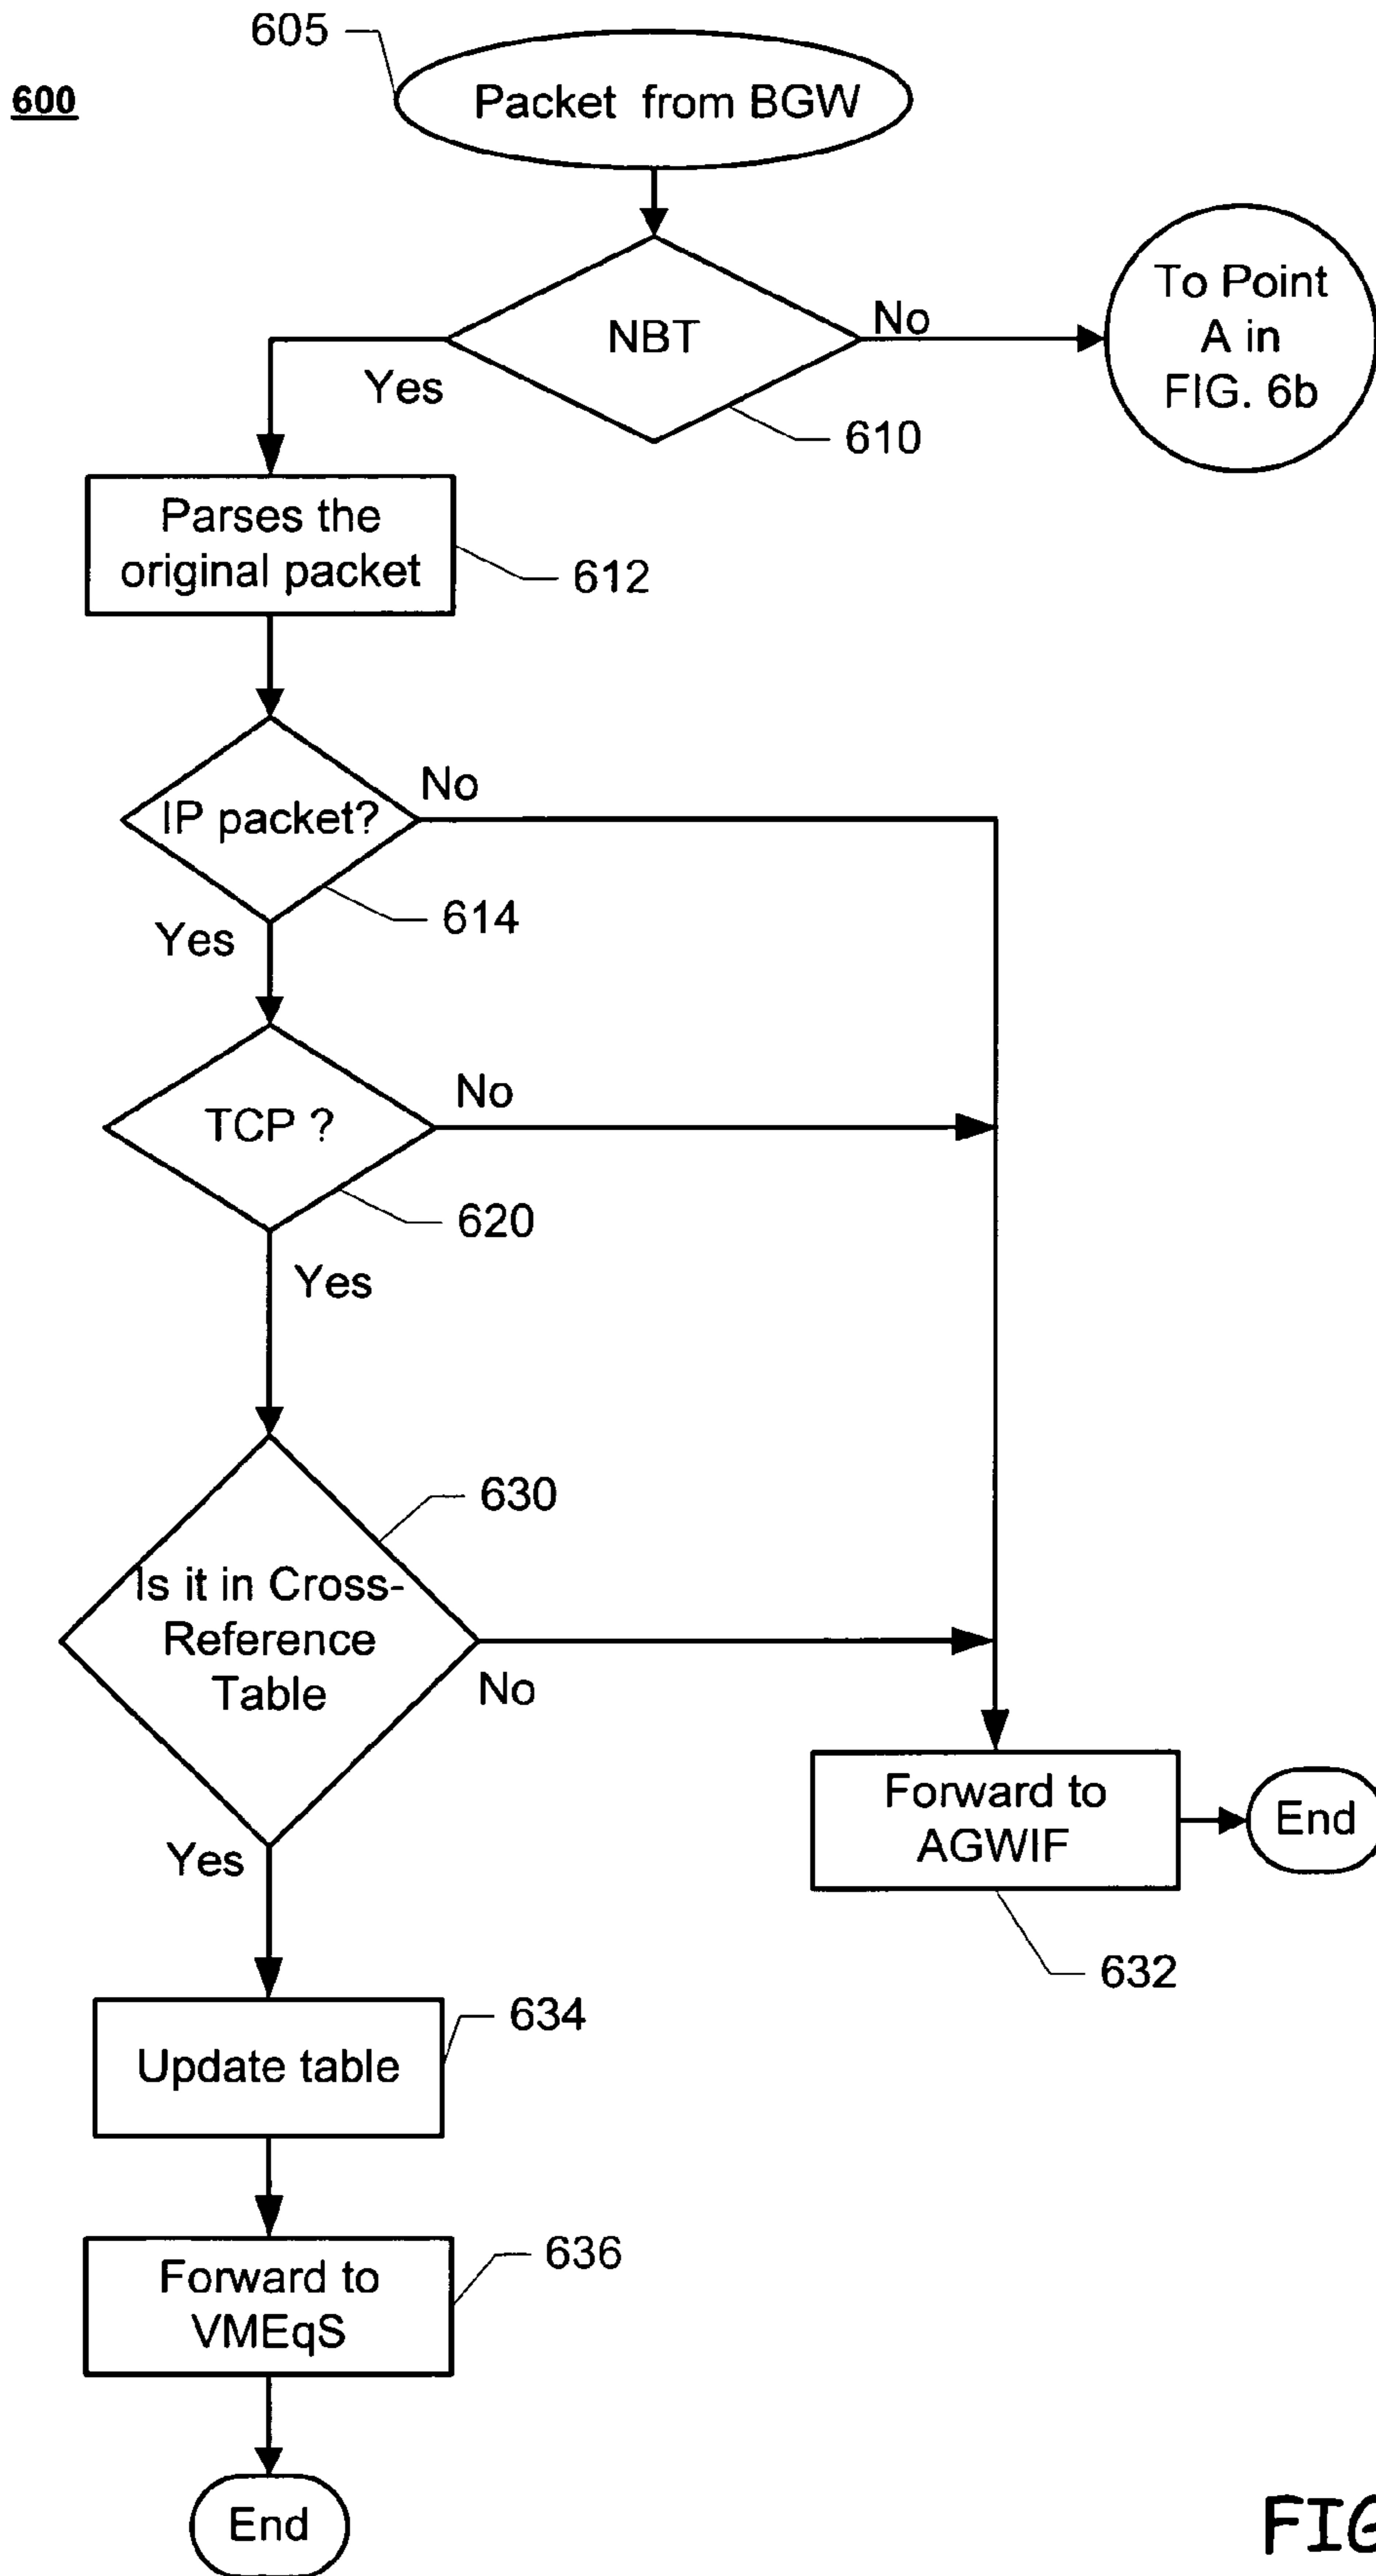 605
600
Packet from BGW
NBT
No
To Point
A in
FIG. 6b
Yes
610
Parses the
original packet
612
IP packet?
No
614
Yes
TCP ?
No
620
Yes
630
Is it in Cross-
Reference
Table
No
Forward to
AGWIF
End
632
Yes
634
Update table
636
Forward to
VMEqS
End